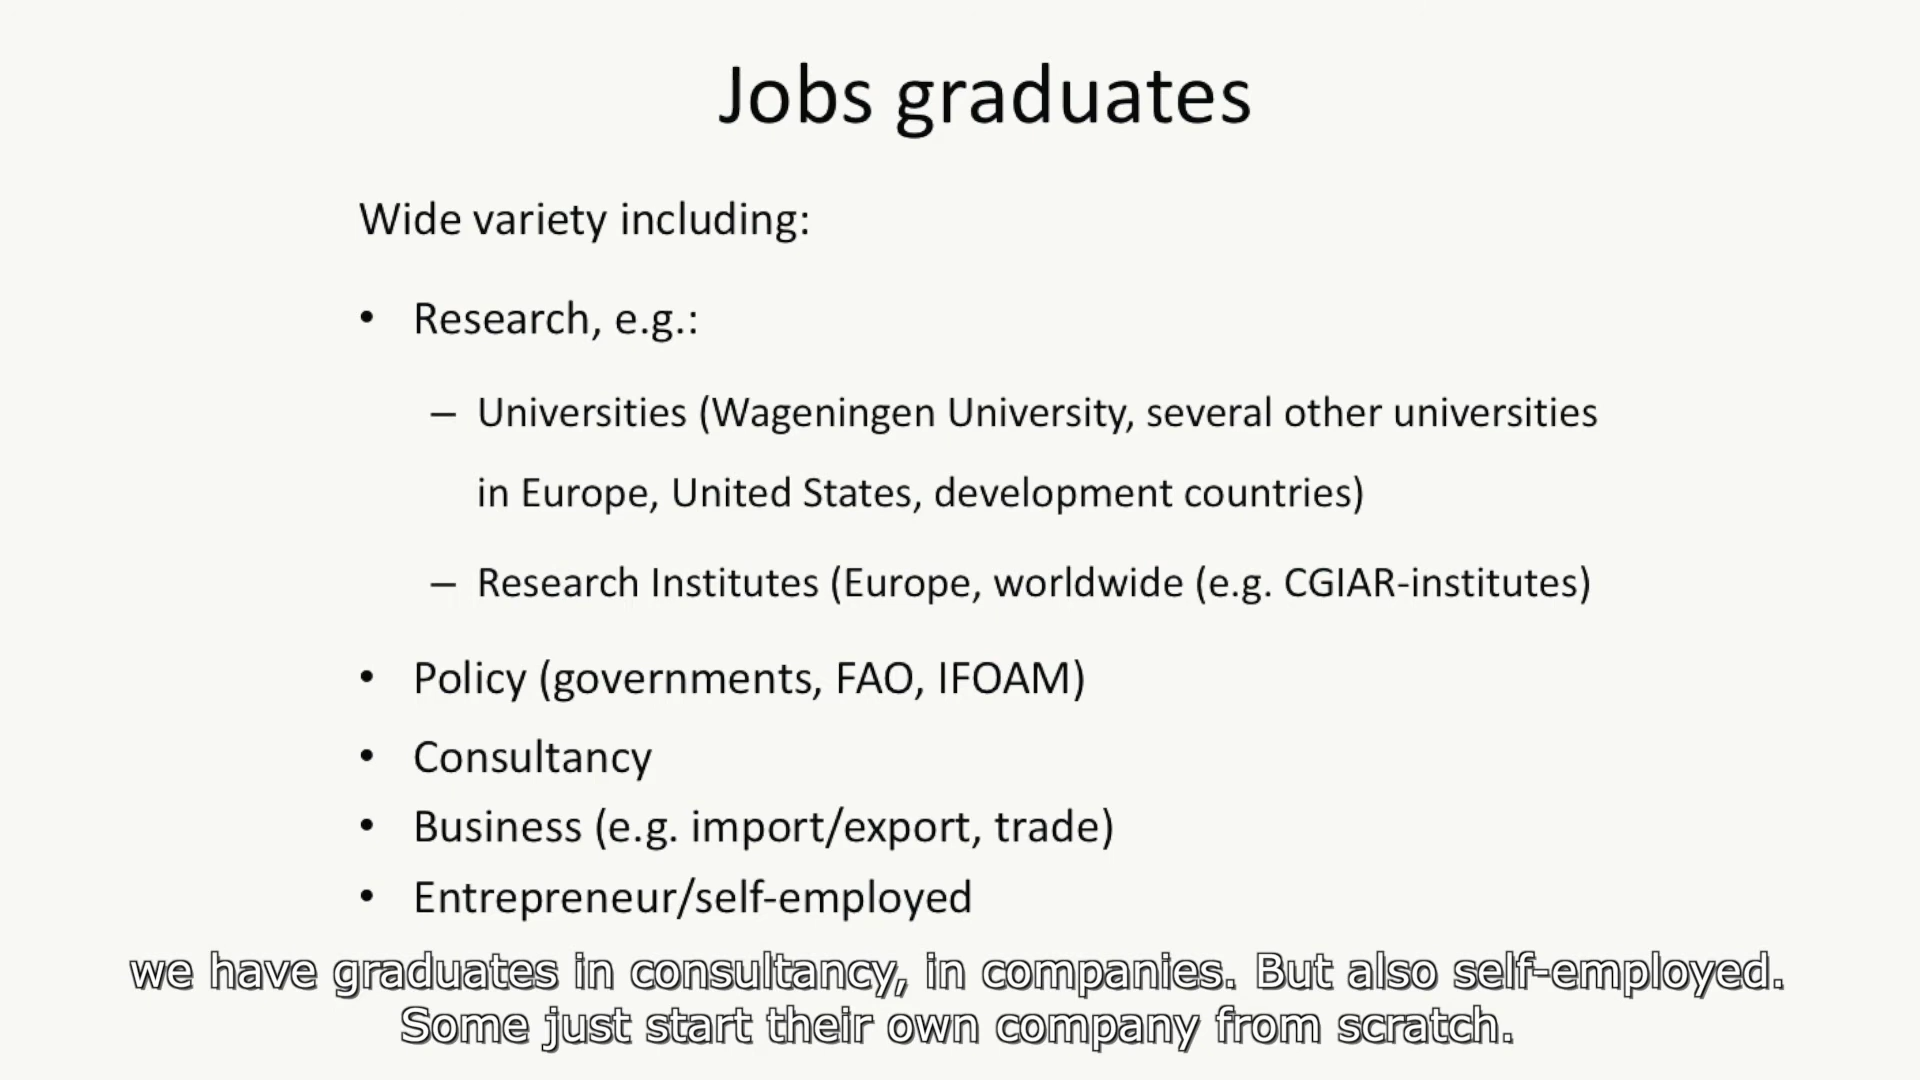 Jobs graduates
Wide variety including:
• Research, e.g.:
– Universities (Wageningen University, several other universities
in Europe, United States, development countries)
– Research Institutes (Europe, worldwide (e.g. CGIAR-institutes)
• Policy (governments, FAO, IFOAM)
• Consultancy
• Business (e.g. import/export, trade)
• Entrepreneur/self-employed
we have graduates in consultancy, in companies. But also self-employed.
Some just start their own company from scratch.